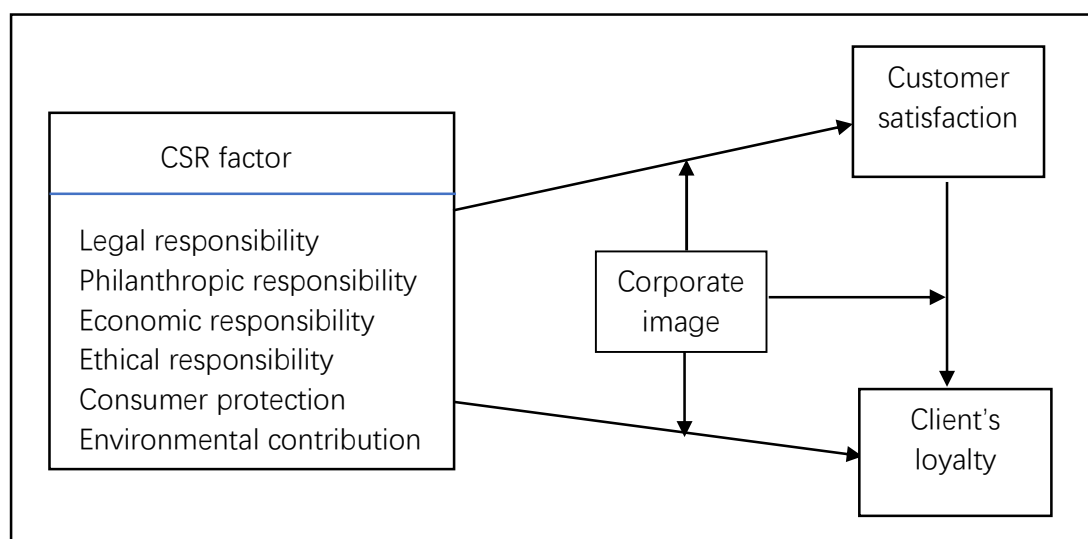 CSR factor
Legal responsibility
Philanthropic responsibility
Economic responsibility
Ethical responsibility
Consumer protection
Environmental contribution
Corporate
image
Customer
satisfaction
Client's
loyalty